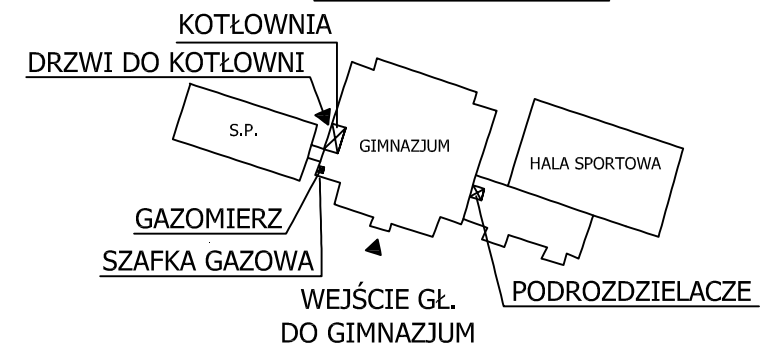 KOTŁOWNIA
DRZWI DO KOTŁOWNI
S.P.
GIMNAZJUM
HALA SPORTOWA
GAZOMIERZ
SZAFKA GAZOWA
WEJŚCIE GŁ.
DO GIMNAZJUM
PODROZDZIELACZE